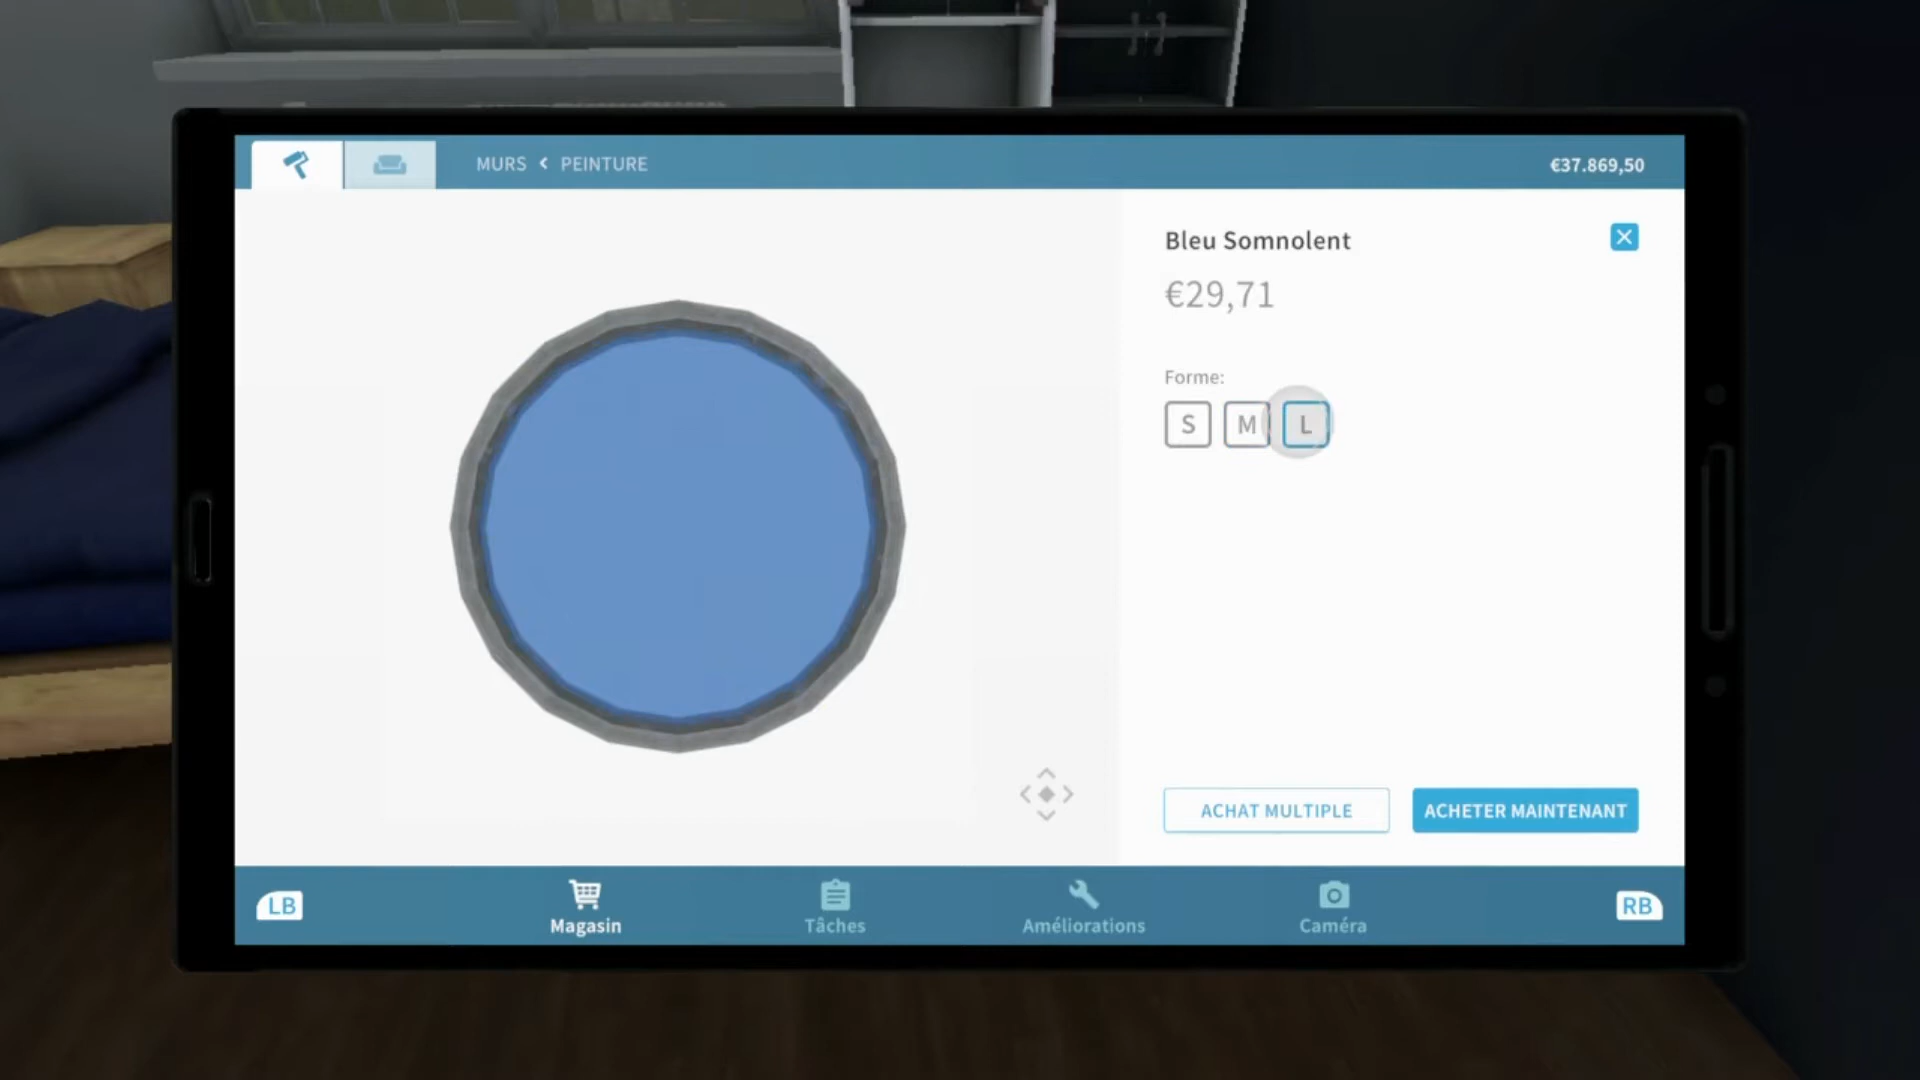 MURS < PEINTURE
€37.869,50
Bleu Somnolent
€29,71
Forme:
S M L
ACHAT MULTIPLE
ACHETER MAINTENANT
LB
Magasin
Tâches
Améliorations
Caméra
RB